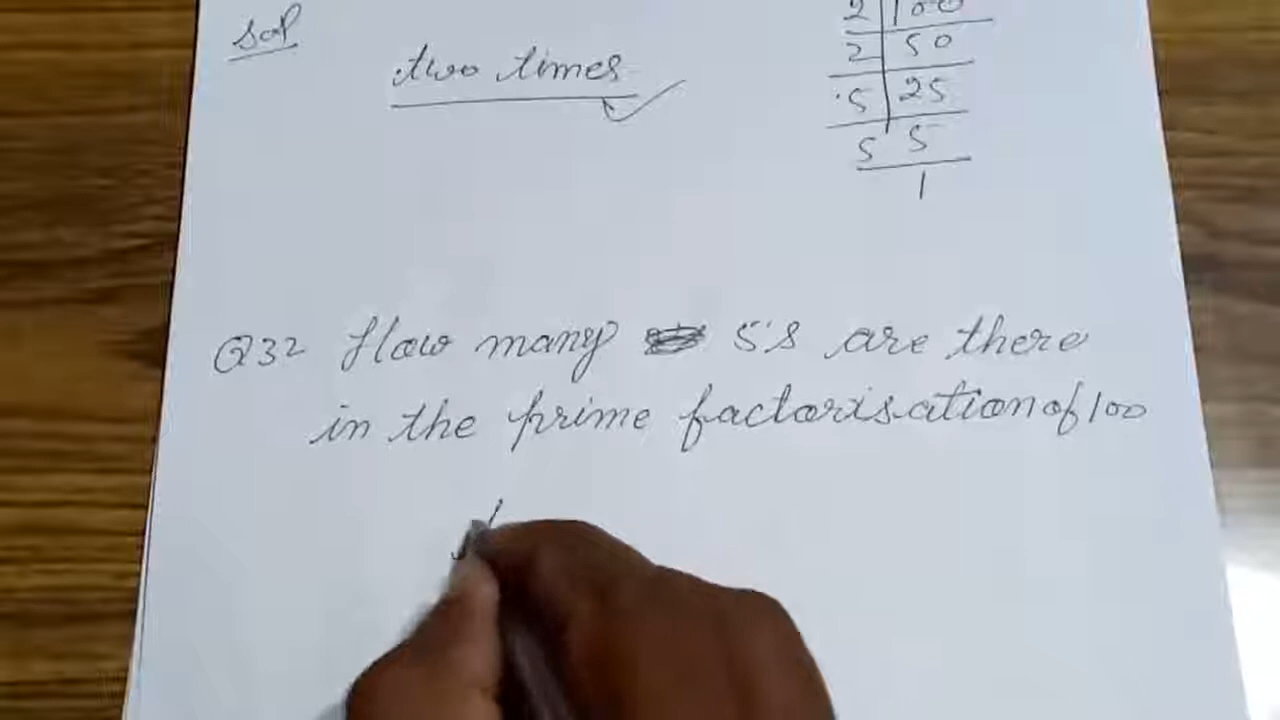 Sol
two times
2 | 100
2 | 50
5 | 25
5 5
1
Q32 How many 5's are there
in the prime factorisation of 100